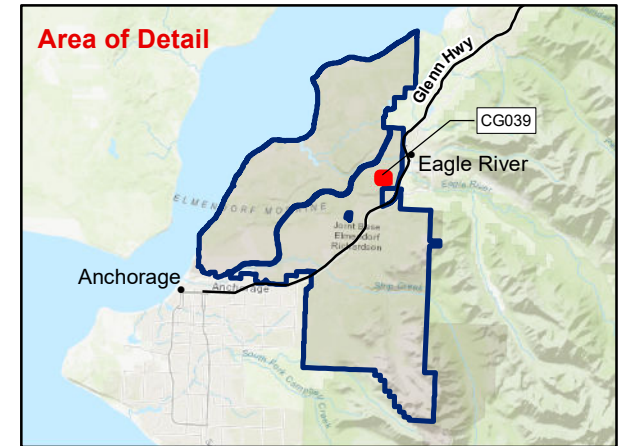 Area of Detail
Glenn Hwy
CG039
Eagle River
Eagle River
ELMENDORF MORAINE
Joint Base
Elmendorf
Richardson
Anchorage
Anchorage
Ship Creek
South Fork Campbell
Creek